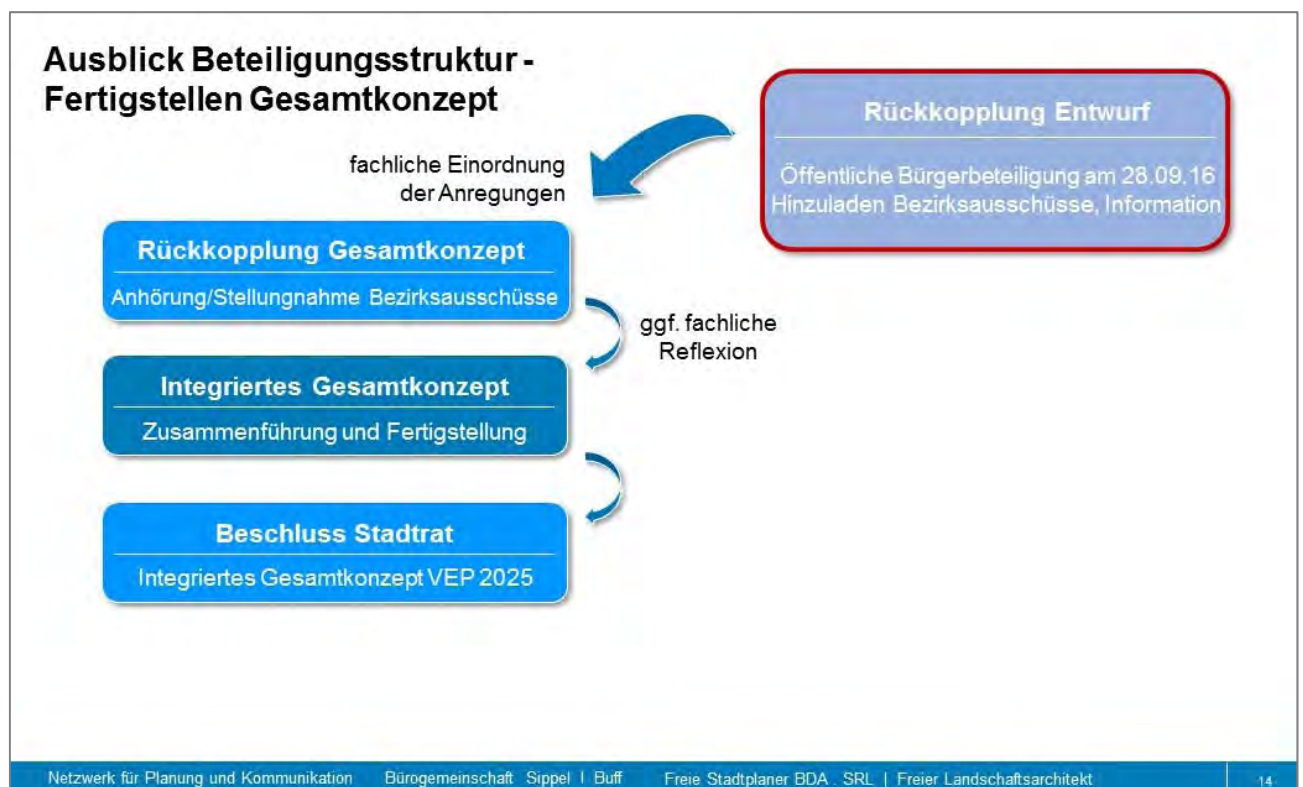 Ausblick Beteiligungsstruktur -
Fertigstellen Gesamtkonzept
Rückkopplung Entwurf
Öffentliche Bürgerbeteiligung am 28.09.16
Hinzuladen Bezirksausschüsse, Information
fachliche Einordnung
der Anregungen
Rückkopplung Gesamtkonzept
Anhörung/Stellungnahme Bezirksausschüsse
ggf. fachliche
Reflexion
Integriertes Gesamtkonzept
Zusammenführung und Fertigstellung
Beschluss Stadtrat
Integriertes Gesamtkonzept VEP 2025
Netzwerk für Planung und Kommunikation Bürogemeinschaft Sippel I Buff Freie Stadtplaner BDA . SRL | Freier Landschaftsarchitekt 14